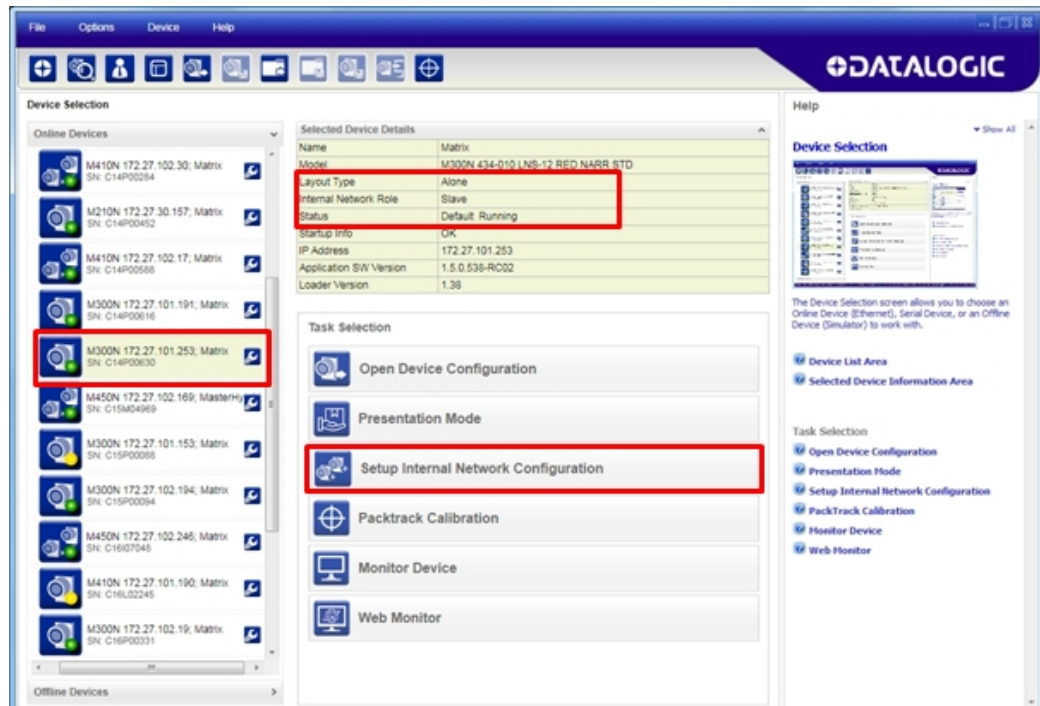 File Options Device Help
DATALOGIC
Device Selection
Online Devices
M410N 172.27.102.30; Matrix
SN: C14P00284
M210N 172.27.30.157; Matrix
SN: C14P00452
M410N 172.27.102.17; Matrix
SN: C14P00588
M300N 172.27.101.191; Matrix
SN: C14P00616
M300N 172.27.101.253; Matrix
SN: C14P00630
M450N 172.27.102.169; MasterHy
SN: C15M04969
M300N 172.27.101.153; Matrix
SN: C15P00088
M300N 172.27.102.194; Matrix
SN: C15P00094
M450N 172.27.102.246; Matrix
SN: C16I07046
M410N 172.27.101.190; Matrix
SN: C16L02245
M300N 172.27.102.19; Matrix
SN: C16P00331
Offline Devices
Selected Device Details
Name Matrix
Model M300N 434-010 LNS-12 RED NARR STD
Layout Type Alone
Internal Network Role Slave
Status Default Running
Startup Info OK
IP Address 172.27.101.253
Application SW Version 1.5.0.538-RC02
Loader Version 1.38
Task Selection
Open Device Configuration
Presentation Mode
Setup Internal Network Configuration
Packtrack Calibration
Monitor Device
Web Monitor
Help
Show All
Device Selection
The Device Selection screen allows you to choose an
Online Device (Ethernet), Serial Device, or an Offline
Device (Simulator) to work with.
Device List Area
Selected Device Information Area
Task Selection
Open Device Configuration
Presentation Mode
Setup Internal Network Configuration
PackTrack Calibration
Monitor Device
Web Monitor